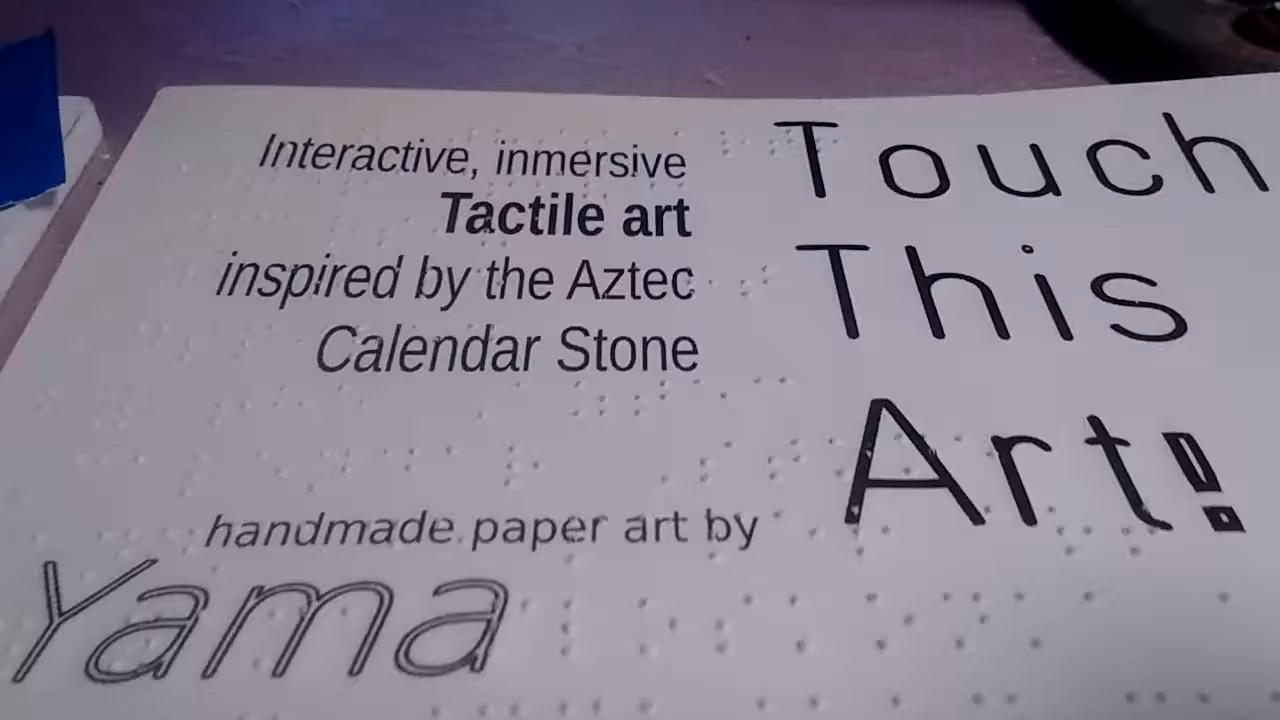 Interactive, inmersive
Tactile art
inspired by the Aztec
Calendar Stone
handmade paper art by
Yama
Touch
This
Art!